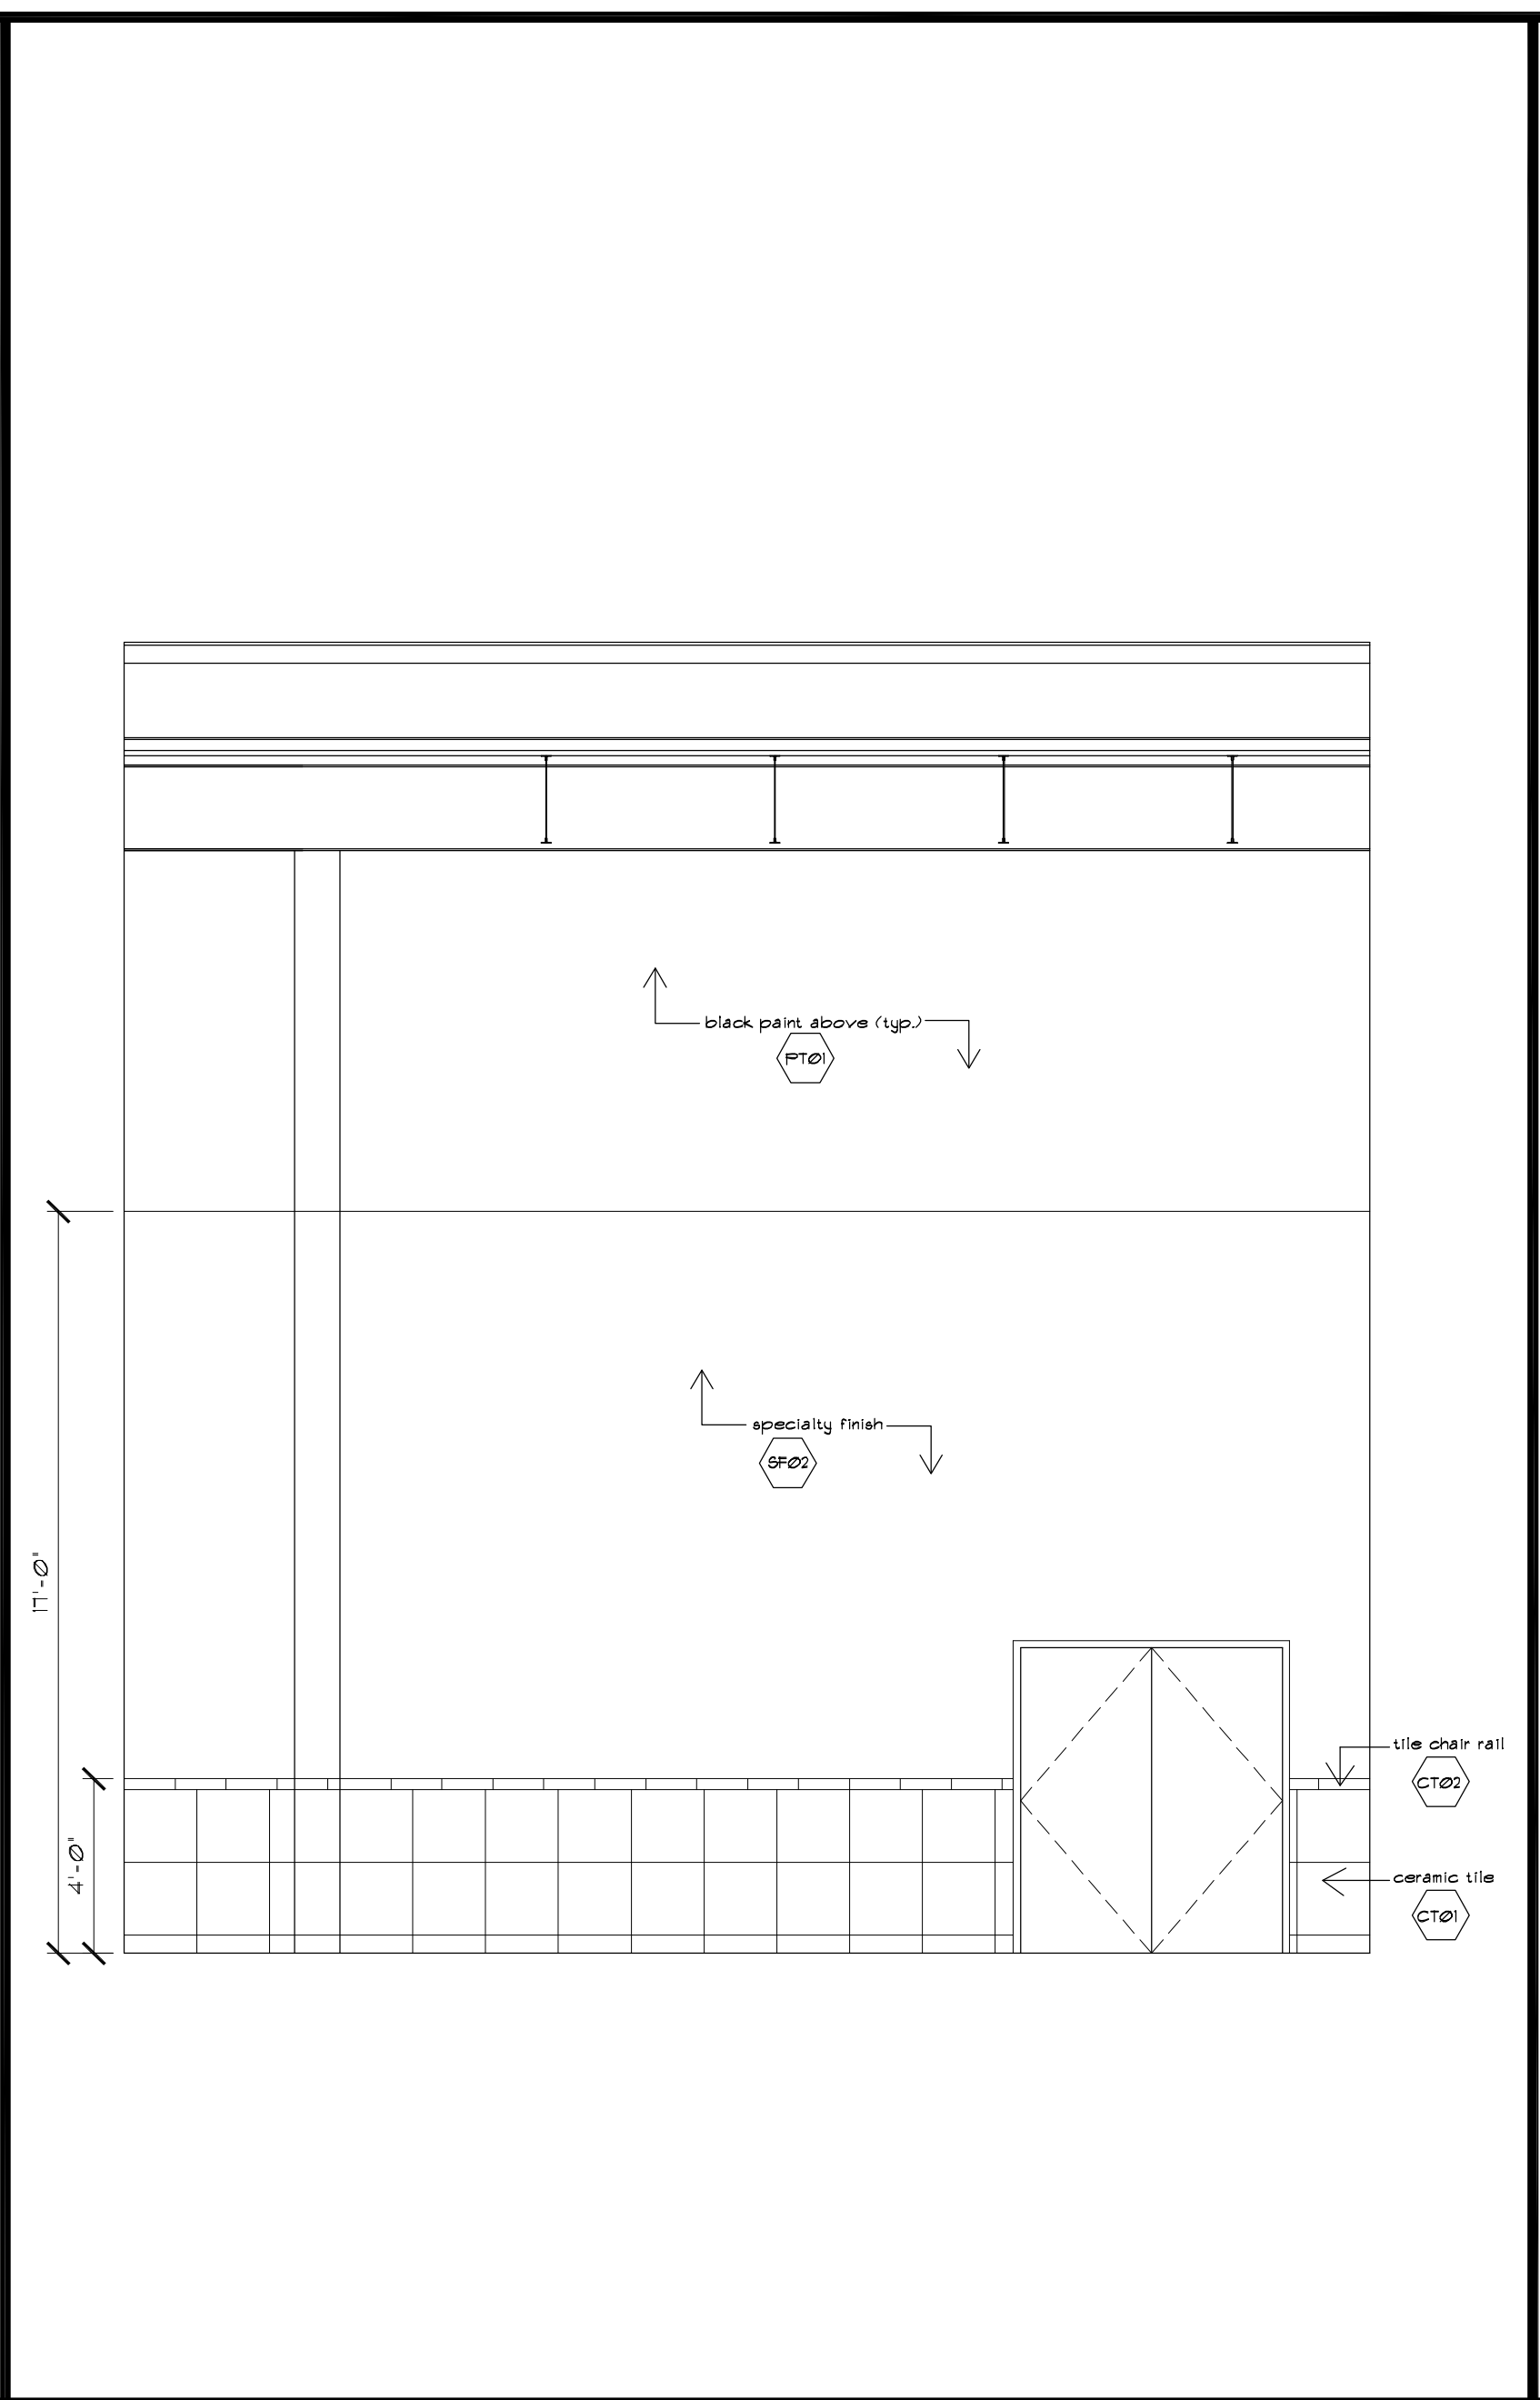 black paint above (typ.)
PTØ1
specialty finish
SFØ2
17'-Ø"
tile chair rail
CTØ2
4'-Ø"
ceramic tile
CTØ1